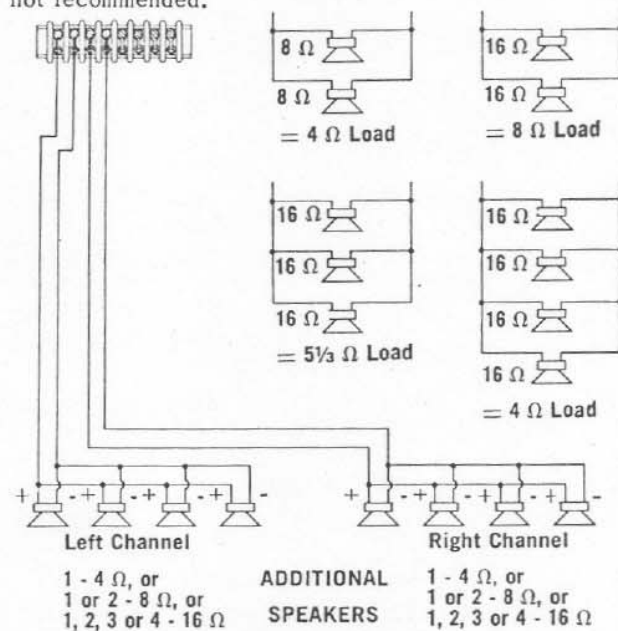 not recommended.
8 Ω
8 Ω
= 4 Ω Load
16 Ω
16 Ω
= 8 Ω Load
16 Ω
16 Ω
16 Ω
= 5⅓ Ω Load
16 Ω
16 Ω
16 Ω
16 Ω
= 4 Ω Load
+ - + - + - + -
Left Channel
1 - 4 Ω, or
1 or 2 - 8 Ω, or
1, 2, 3 or 4 - 16 Ω
ADDITIONAL
SPEAKERS
+ - + - + - + -
Right Channel
1 - 4 Ω, or
1 or 2 - 8 Ω, or
1, 2, 3 or 4 - 16 Ω